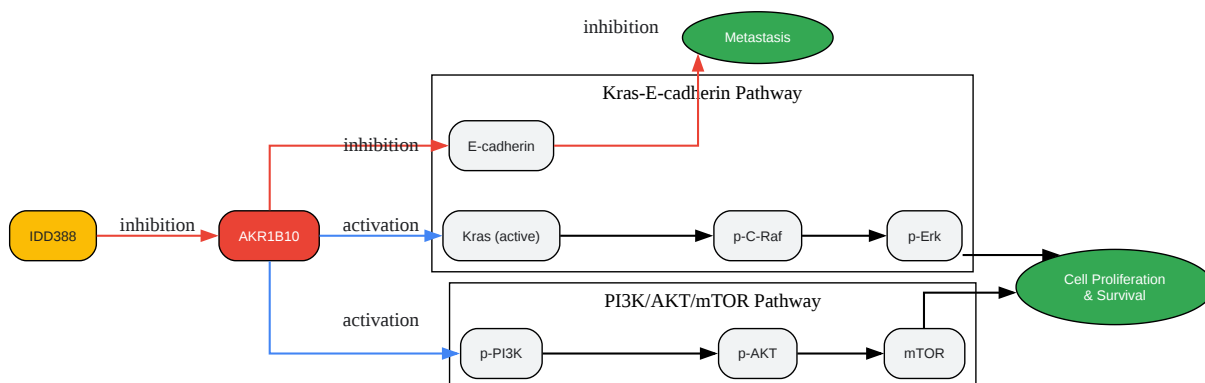 inhibition
Metastasis
Kras-E-cadherin Pathway
inhibition
E-cadherin
IDD388
inhibition
AKR1B10
activation
Kras (active)
p-C-Raf
p-Erk
Cell Proliferation
& Survival
PI3K/AKT/mTOR Pathway
activation
p-PI3K
p-AKT
mTOR